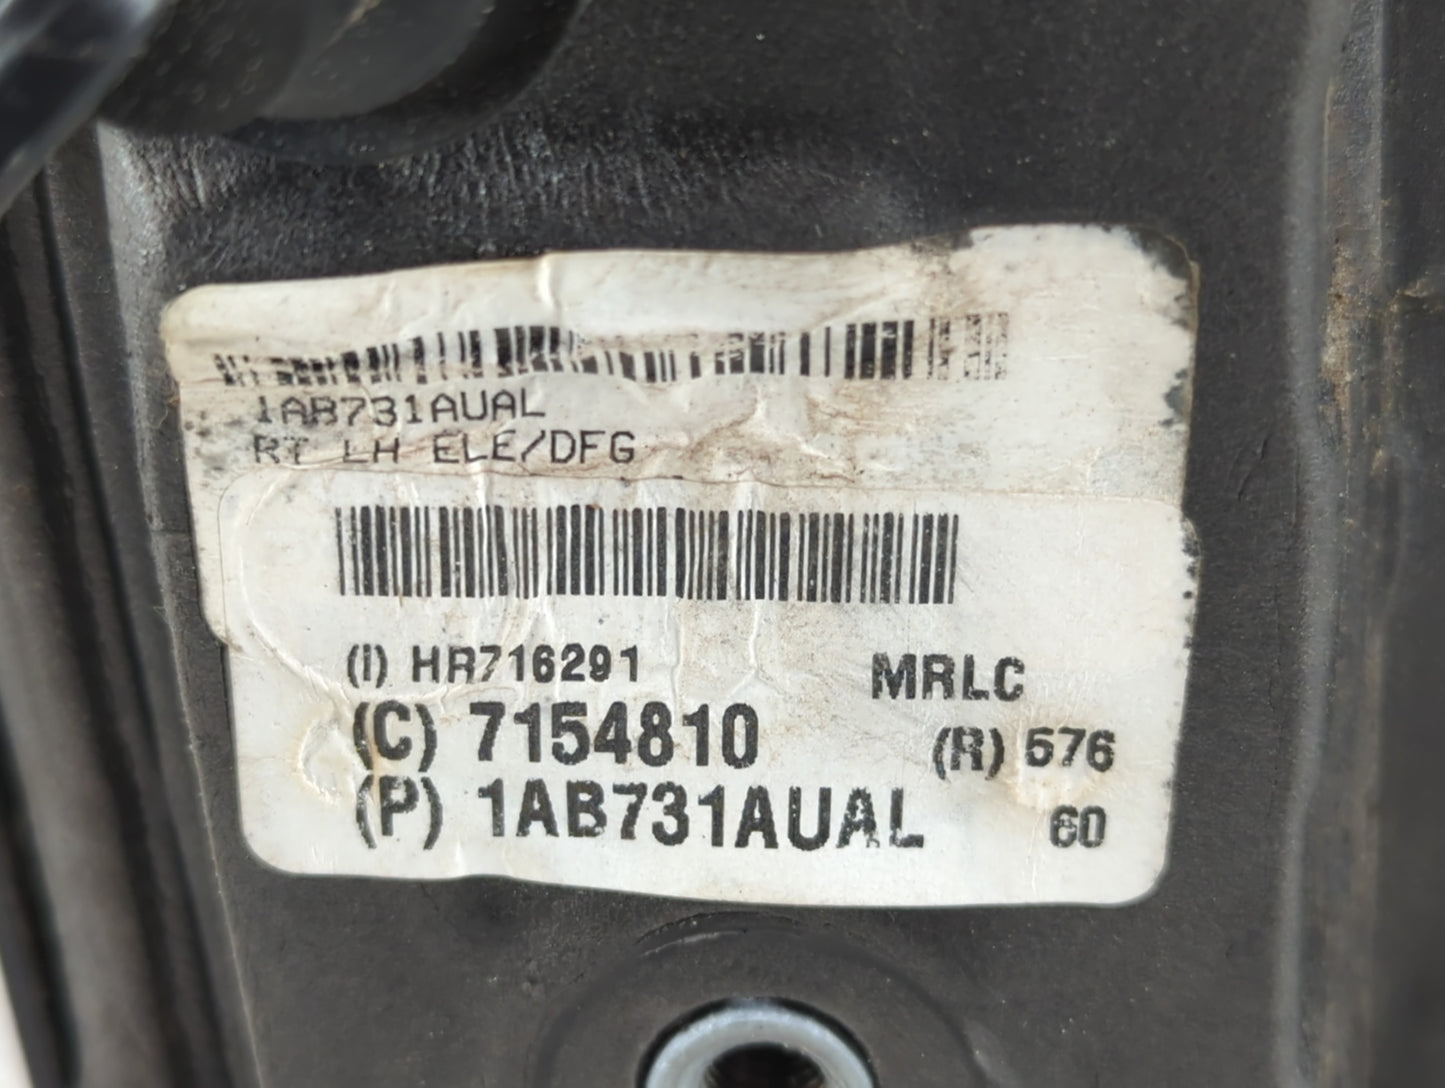 1AB731AUAL
RT LH ELE/DFG
(I) HR716291 MRLC
(C) 7154810 (R) 576
(P) 1AB731AUAL 60